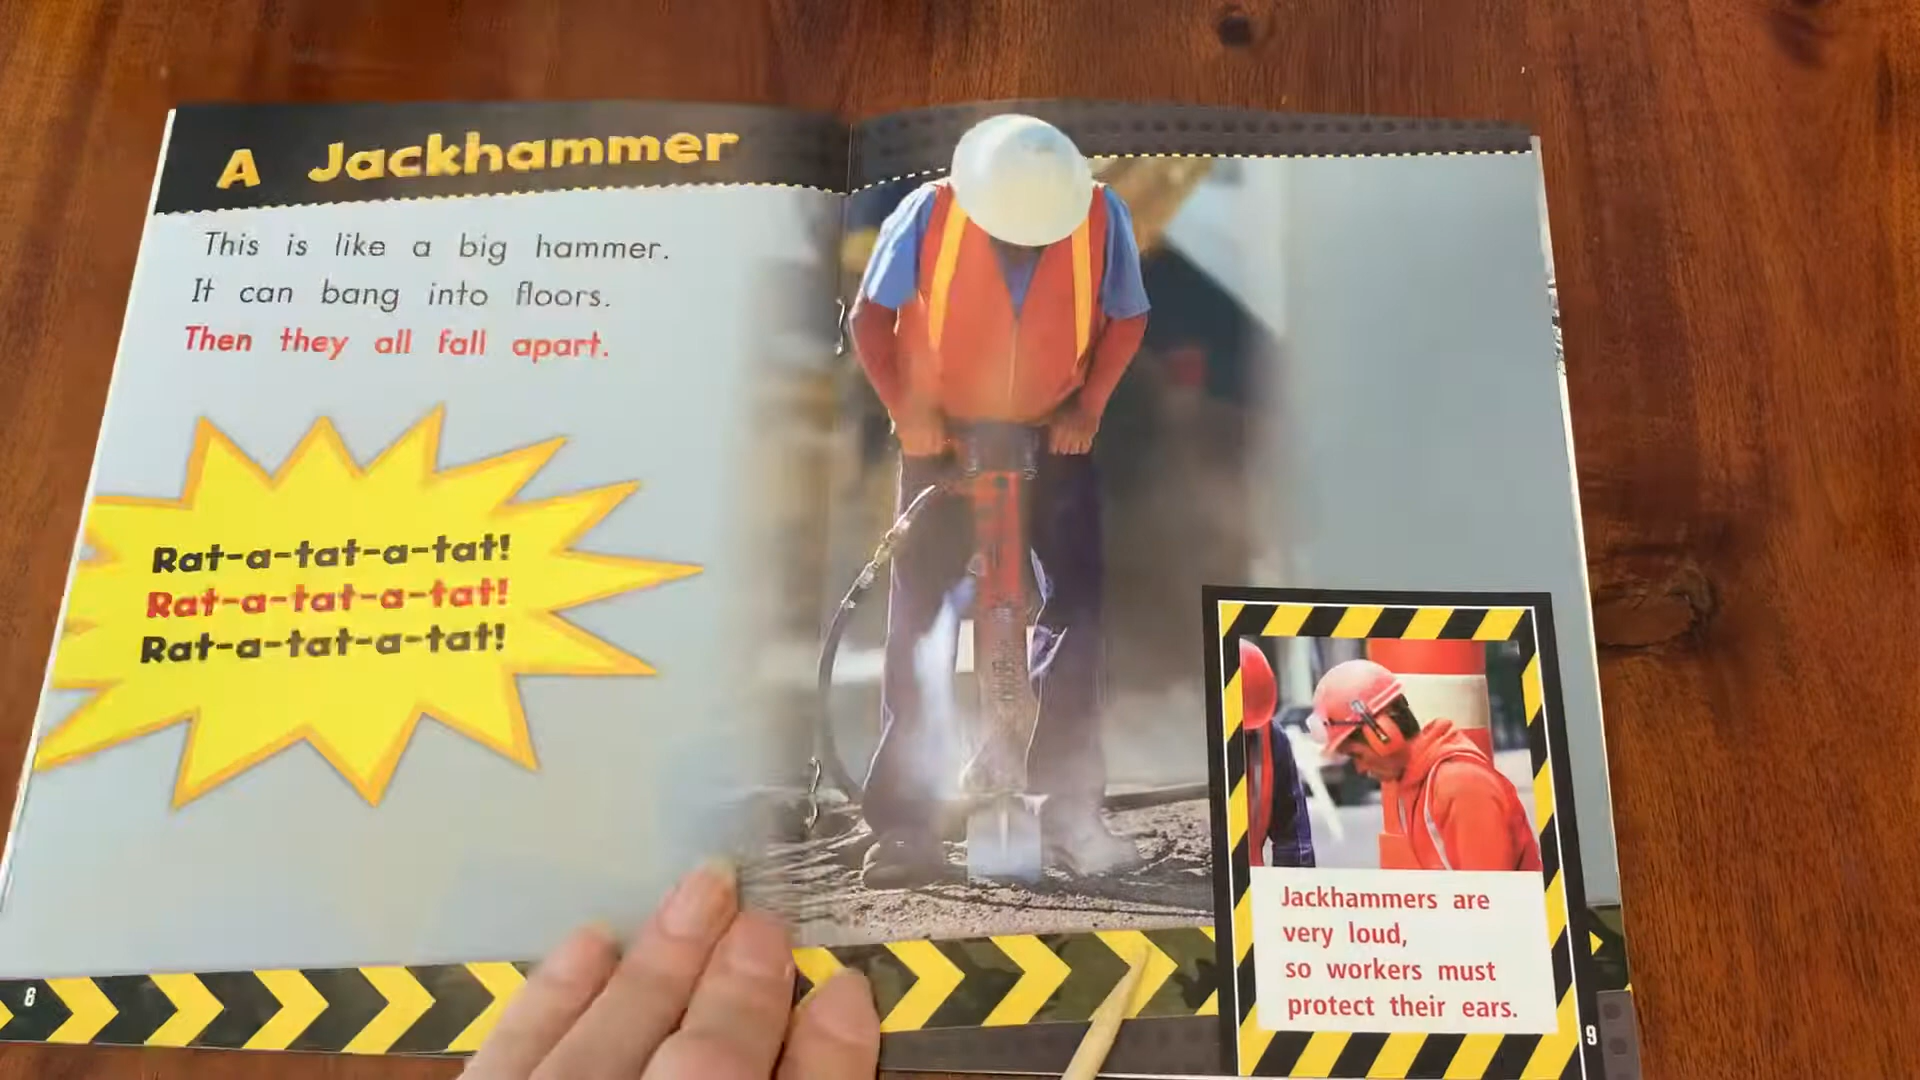 A Jackhammer
This is like a big hammer.
It can bang into floors.
Then they all fall apart.
Rat-a-tat-a-tat!
Rat-a-tat-a-tat!
Rat-a-tat-a-tat!
8
Jackhammers are
very loud,
so workers must
protect their ears.
9